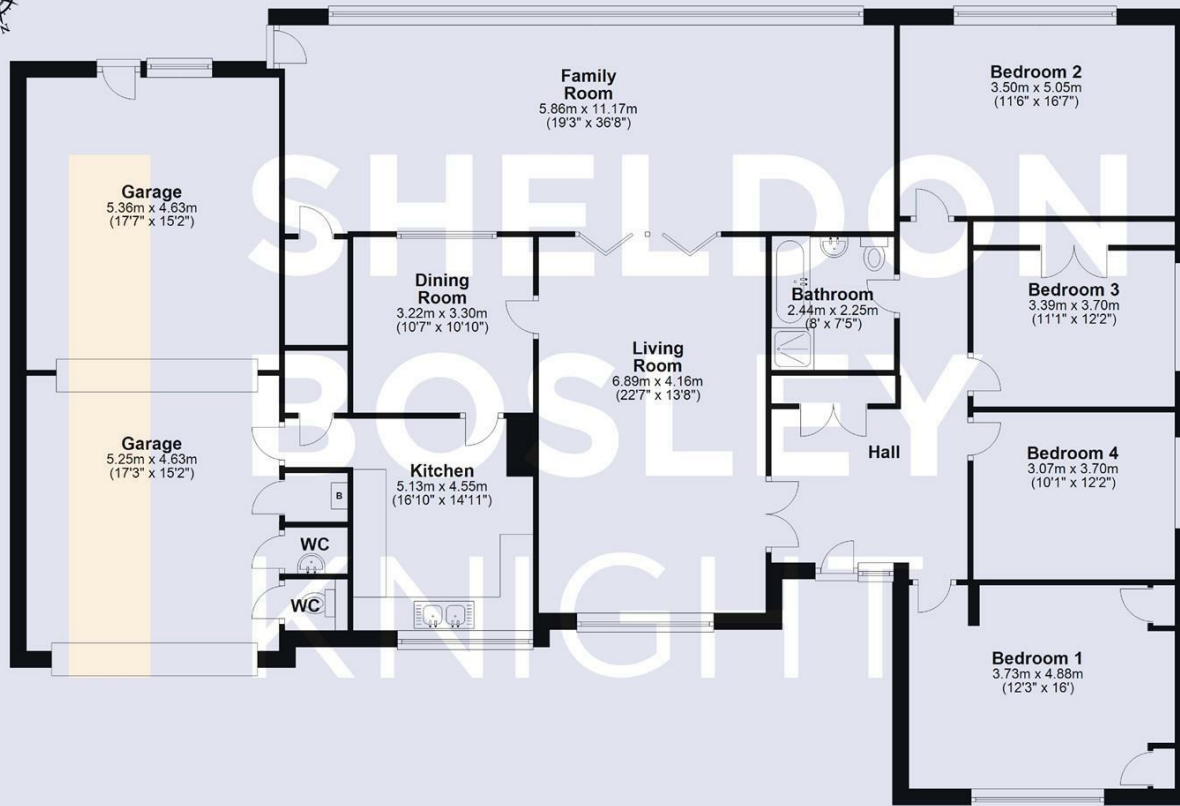 Family
Room
5.86m x 11.17m
(19'3" x 36'8")
Bedroom 2
3.50m x 5.05m
(11'6" x 16'7")
Garage
5.36m x 4.63m
(17'7" x 15'2")
SHELDON
Dining
Room
3.22m x 3.30m
(10'7" x 10'10")
Bathroom
2.44m x 2.25m
(8' x 7'5")
Bedroom 3
3.39m x 3.70m
(11'1" x 12'2")
Living
Room
6.89m x 4.16m
(22'7" x 13'8")
BOSLEY
Garage
5.25m x 4.63m
(17'3" x 15'2")
Kitchen
5.13m x 4.55m
(16'10" x 14'11")
Hall
Bedroom 4
3.07m x 3.70m
(10'1" x 12'2")
B
WC
WC
KNIGHT
Bedroom 1
3.73m x 4.88m
(12'3" x 16')